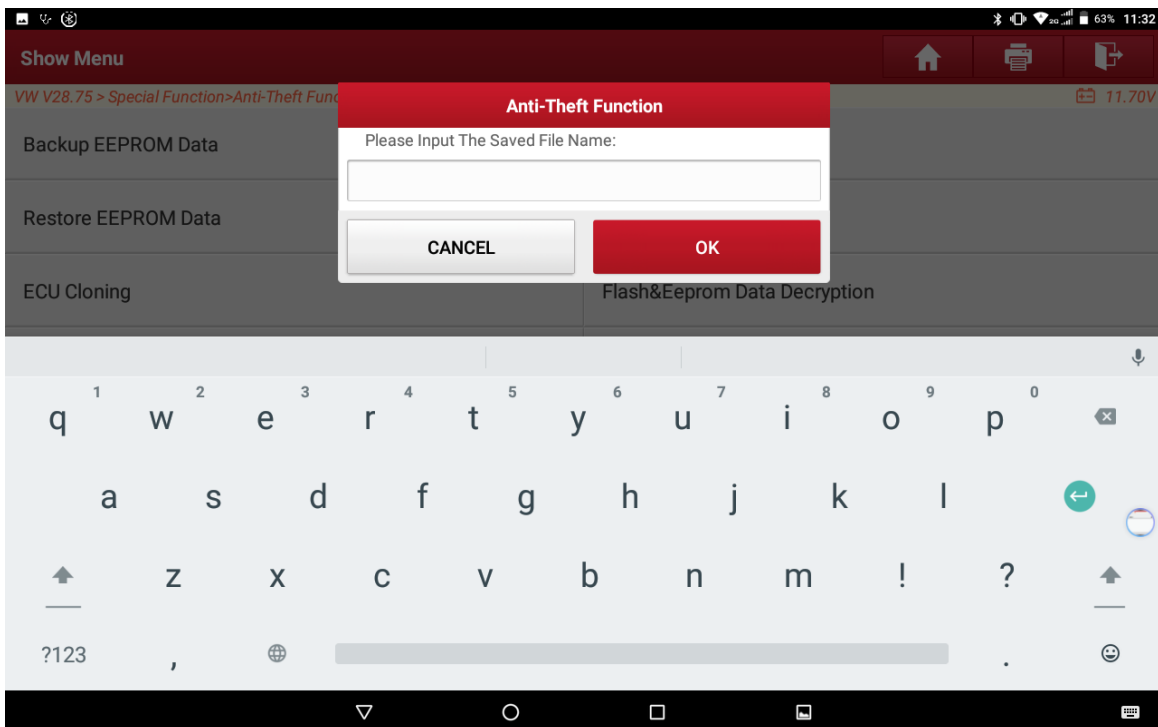 2G 63% 11:32
Show Menu
VW V28.75 > Special Function>Anti-Theft Func
11.70V
Anti-Theft Function
Please Input The Saved File Name:
CANCEL
OK
Backup EEPROM Data
Restore EEPROM Data
ECU Cloning
Flash&Eeprom Data Decryption
1 2 3 4 5 6 7 8 9 0
q w e r t y u i o p
a s d f g h j k l
z x c v b n m ! ?
?123 , .